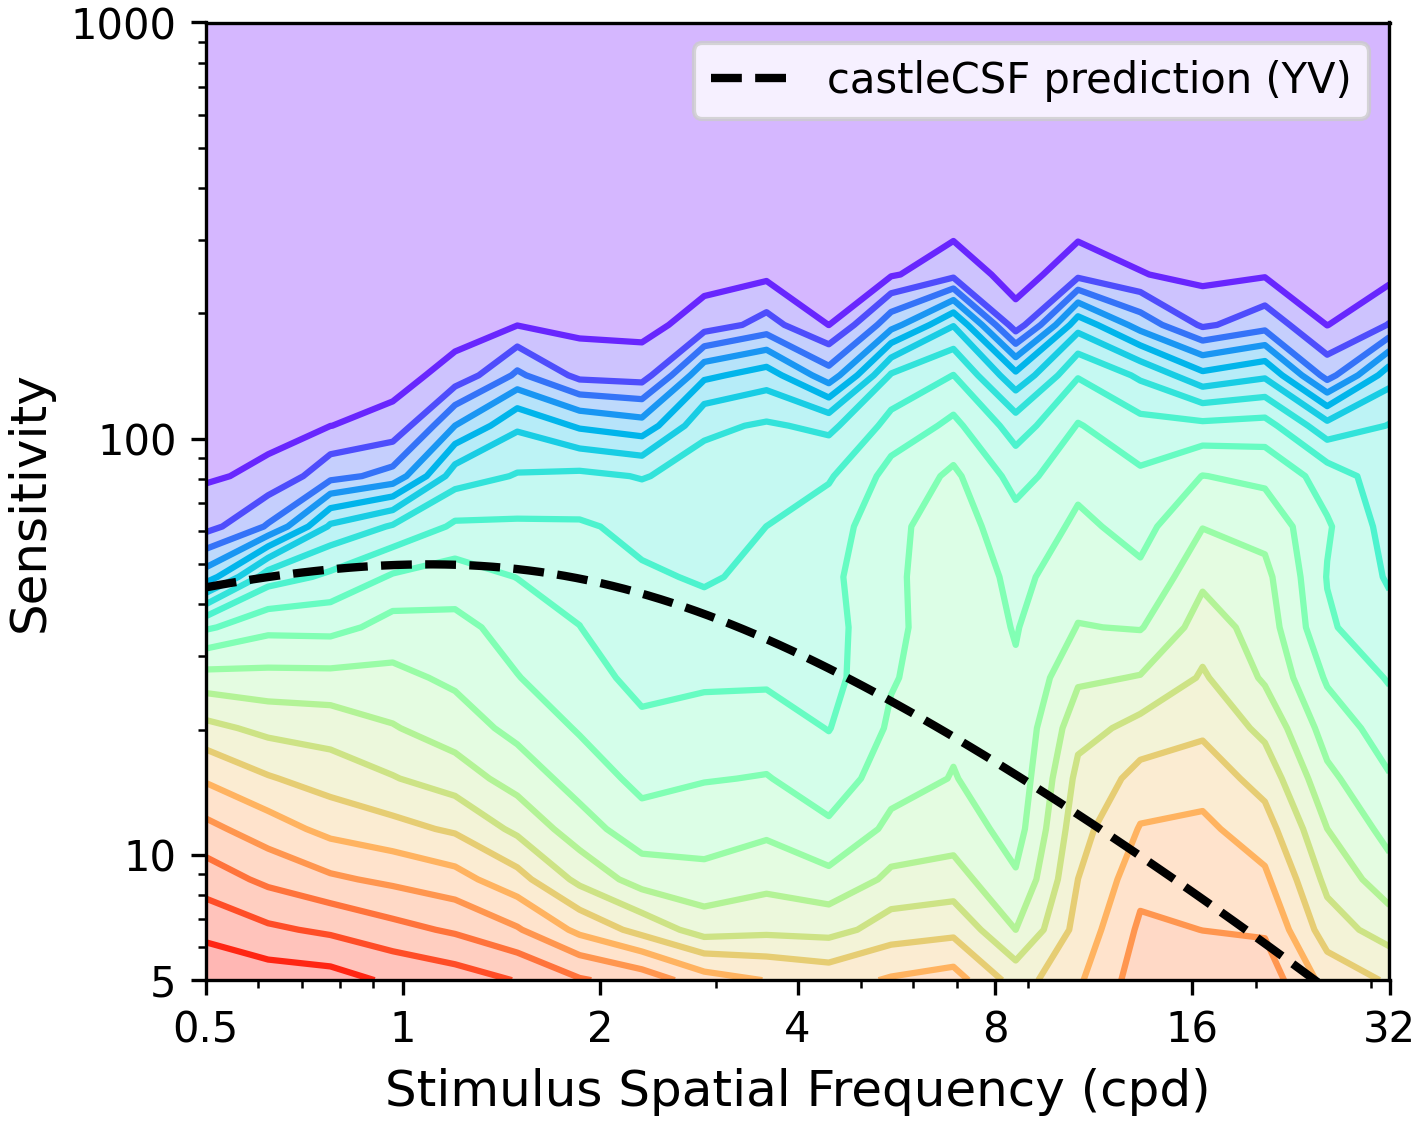 1000
castleCSF prediction (YV)
Sensitivity
100
10
5
0.5 1 2 4 8 16 32
Stimulus Spatial Frequency (cpd)